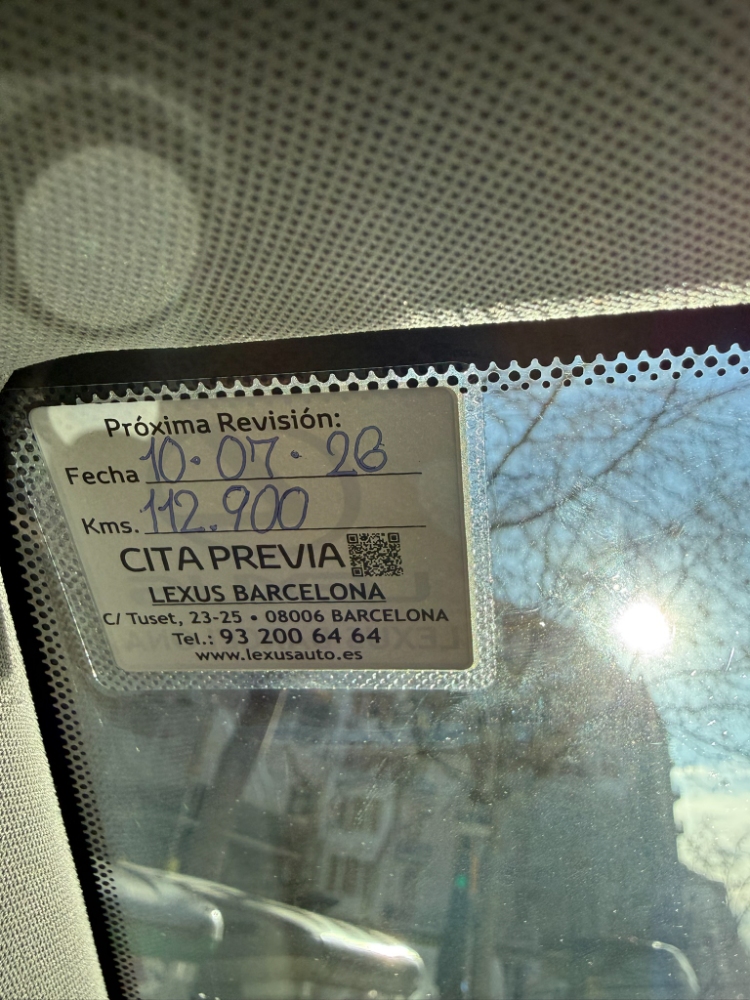 Próxima Revisión:
Fecha 10·07·26
Kms. 112.900
CITA PREVIA
LEXUS BARCELONA
C/ Tuset, 23-25 • 08006 BARCELONA
Tel.: 93 200 64 64
www.lexusauto.es